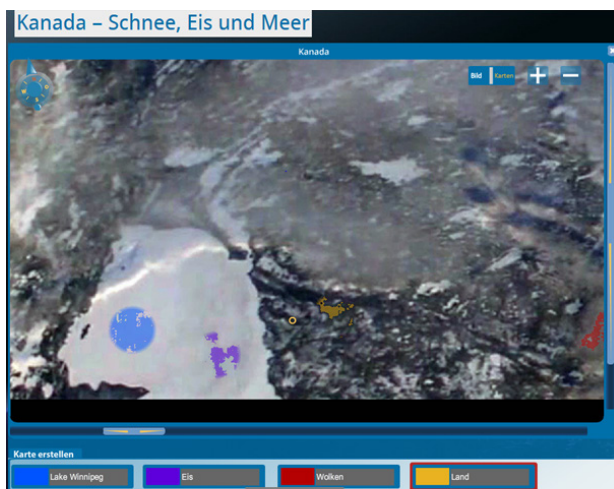 Kanada – Schnee, Eis und Meer
Kanada
Bild Karten
Karte erstellen
Lake Winnipeg Eis Wolken Land